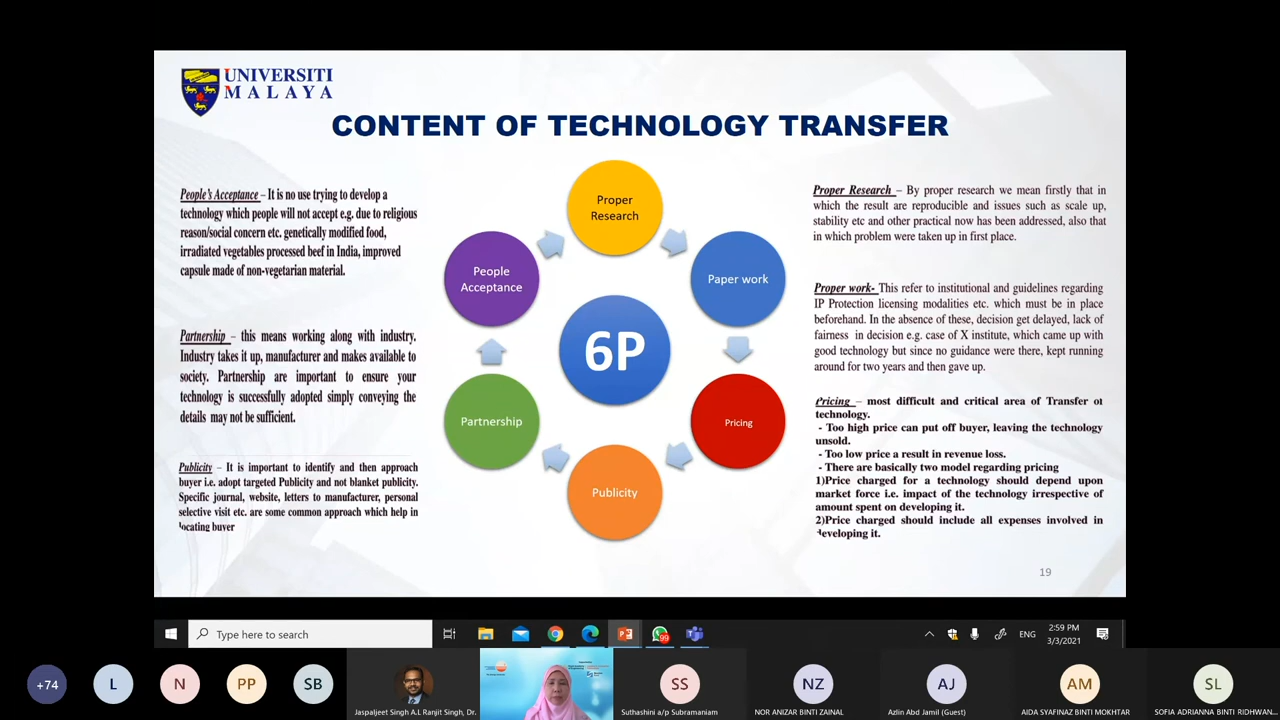 UNIVERSITI
MALAYA
CONTENT OF TECHNOLOGY TRANSFER
People's Acceptance – It is no use trying to develop a
technology which people will not accept e.g. due to religious
reason/social concern etc. genetically modified food,
irradiated vegetables processed beef in India, improved
capsule made of non-vegetarian material.
Partnership – this means working along with industry.
Industry takes it up, manufacturer and makes available to
society. Partnership are important to ensure your
technology is successfully adopted simply conveying the
details may not be sufficient.
Publicity – It is important to identify and then approach
buyer i.e. adopt targeted Publicity and not blanket publicity.
Specific journal, website, letters to manufacturer, personal
selective visit etc. are some common approach which help in
locating buyer
Proper
Research
Paper work
Pricing
Publicity
Partnership
People
Acceptance
6P
Proper Research – By proper research we mean firstly that in
which the result are reproducible and issues such as scale up,
stability etc and other practical now has been addressed, also that
in which problem were taken up in first place.
Proper work- This refer to institutional and guidelines regarding
IP Protection licensing modalities etc. which must be in place
beforehand. In the absence of these, decision get delayed, lack of
fairness in decision e.g. case of X institute, which came up with
good technology but since no guidance were there, kept running
around for two years and then gave up.
Pricing – most difficult and critical area of Transfer of
technology.
- Too high price can put off buyer, leaving the technology
unsold.
- Too low price a result in revenue loss.
- There are basically two model regarding pricing
1)Price charged for a technology should depend upon
market force i.e. impact of the technology irrespective of
amount spent on developing it.
2)Price charged should include all expenses involved in
developing it.
19
Type here to search
99
ENG
2:59 PM
3/3/2021
+74
L
N
PP
SB
SS
NZ
AJ
AM
SL
Jaspaljeet Singh A.L Ranjit Singh, Dr.
Suthashini a/p Subramaniam
NOR ANIZAR BINTI ZAINAL
Azlin Abd Jamil (Guest)
AIDA SYAFINAZ BINTI MOKHTAR
SOFIA ADRIANNA BINTI RIDHWAN...